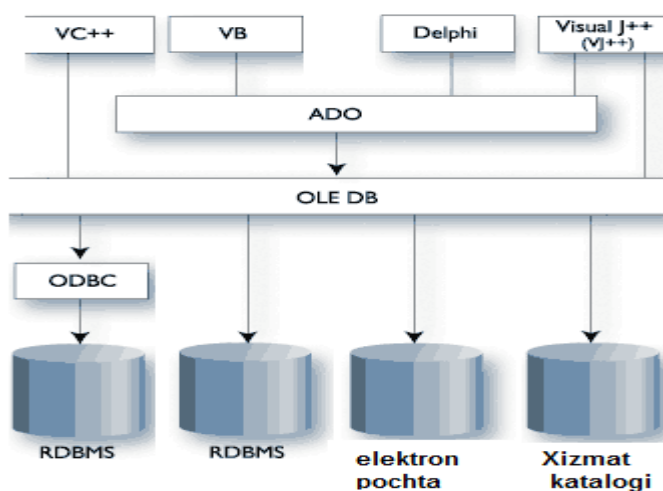 VC++
VB
Delphi
Visual J++
(VJ++)
ADO
OLE DB
ODBC
RDBMS
RDBMS
elektron
pochta
Xizmat
katalogi